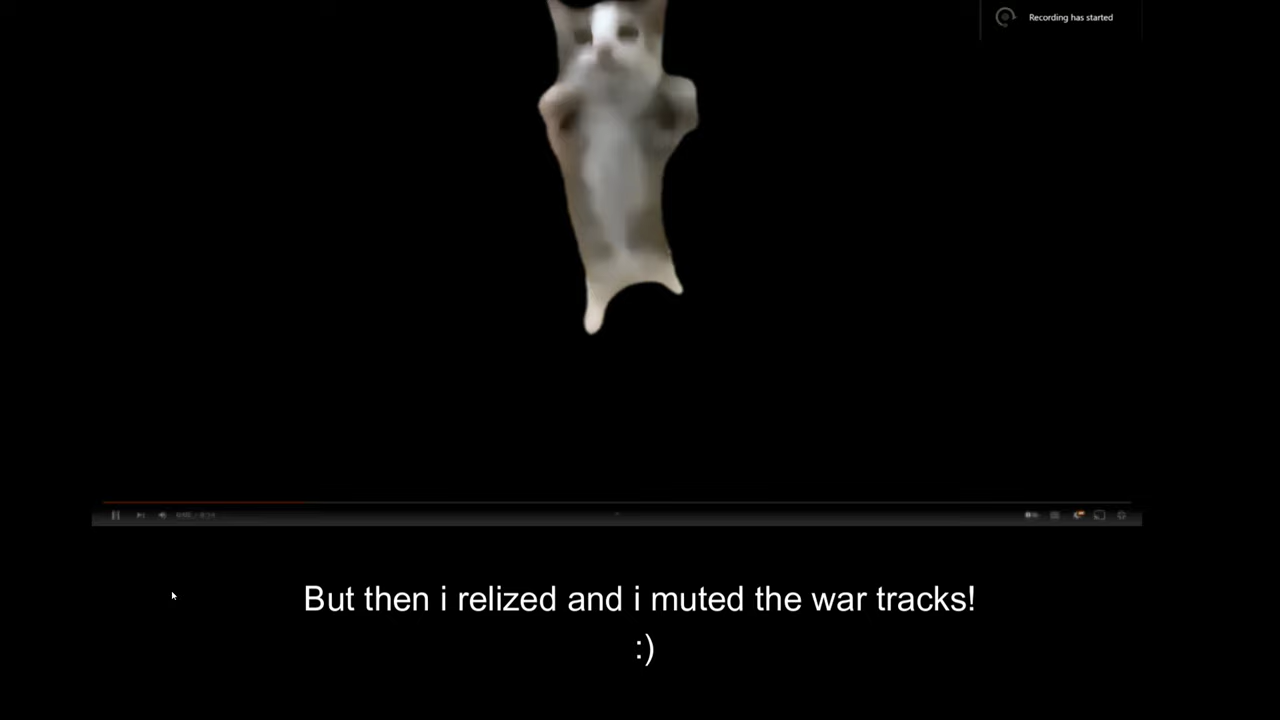 Recording has started
But then i relized and i muted the war tracks!
:)